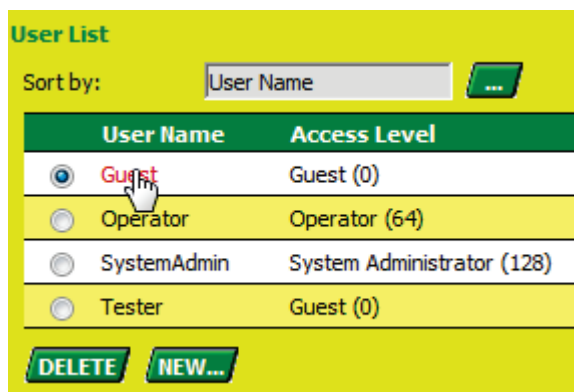 User List
Sort by: User Name ...
User Name Access Level
Guest Guest (0)
Operator Operator (64)
SystemAdmin System Administrator (128)
Tester Guest (0)
DELETE NEW...